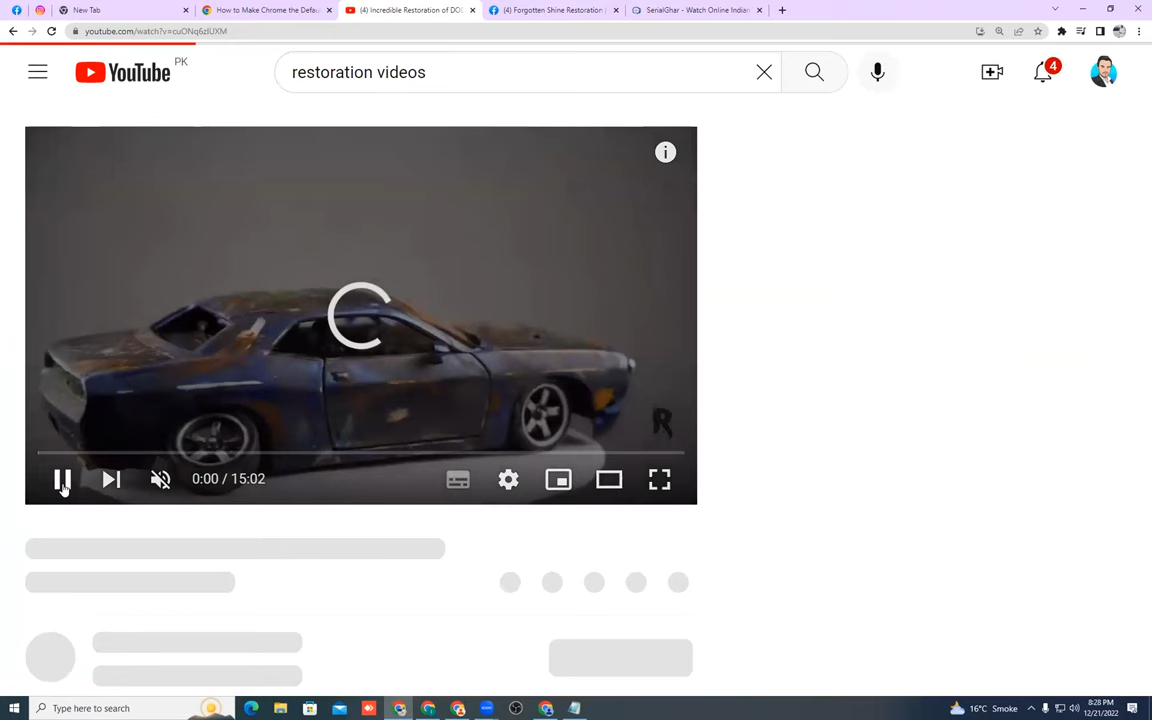 New Tab
How to Make Chrome the Defau
(4) Incredible Restoration of DOD
(4) Forgotten Shine Restoration |
SerialGhar - Watch Online Indian
youtube.com/watch?v=cuONq6zIUXM
YouTube PK
restoration videos
4
R
0:00 / 15:02
Type here to search
16°C Smoke
8:28 PM
12/21/2022